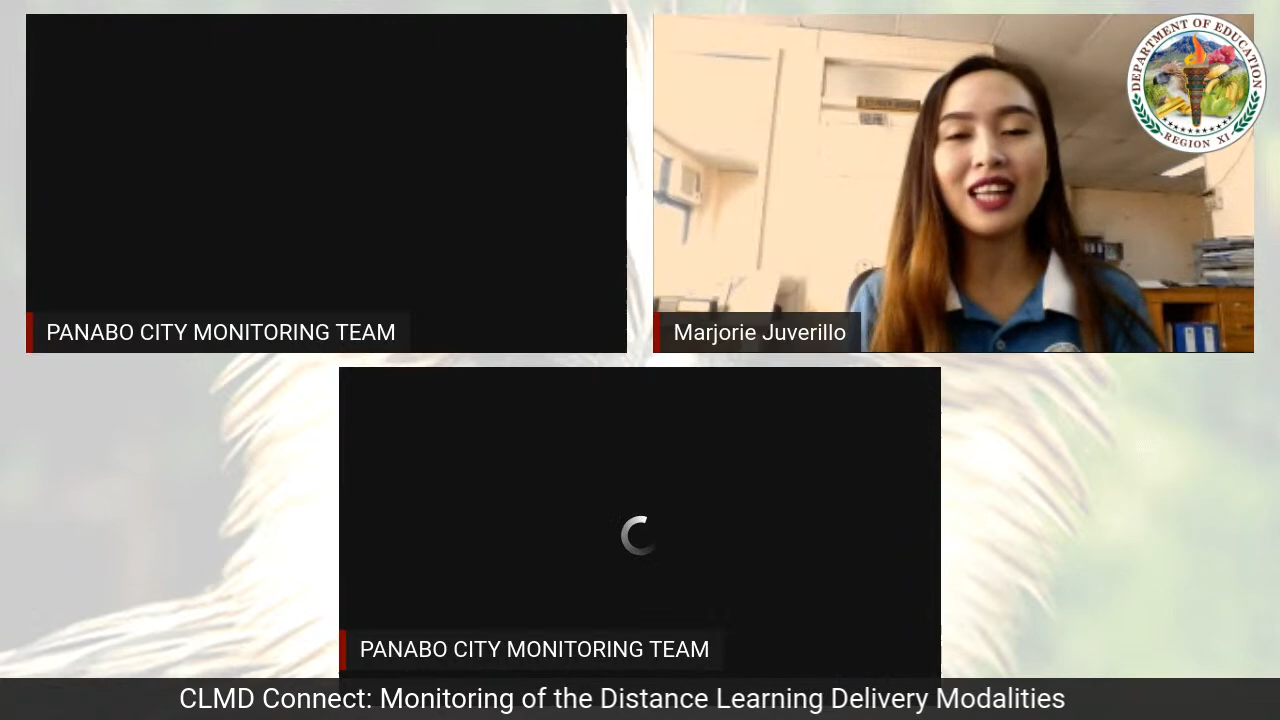 DEPARTMENT OF EDUCATION
REGION XI
PANABO CITY MONITORING TEAM
Marjorie Juverillo
PANABO CITY MONITORING TEAM
CLMD Connect: Monitoring of the Distance Learning Delivery Modalities